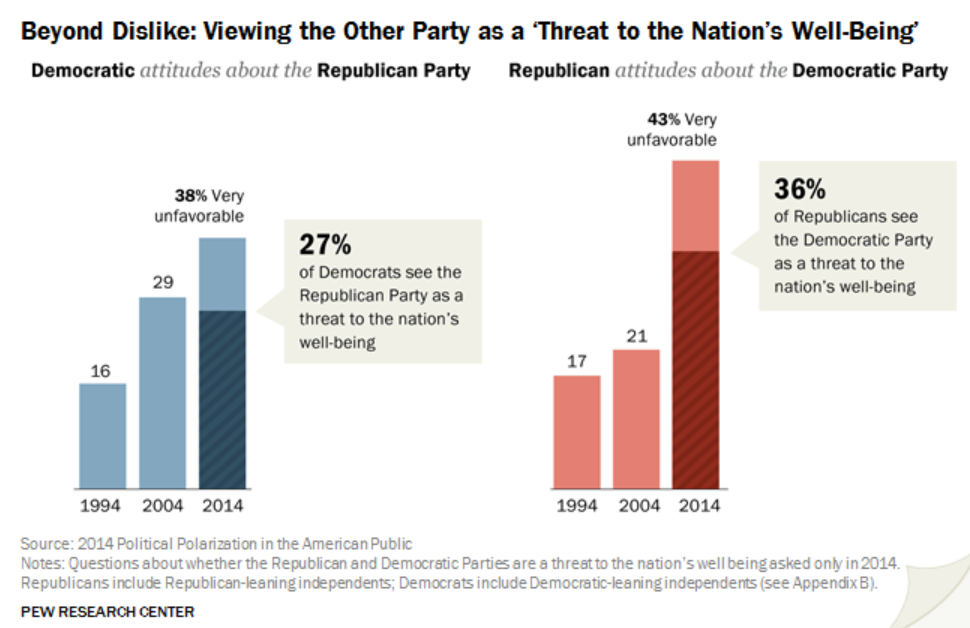 Beyond Dislike: Viewing the Other Party as a ‘Threat to the Nation’s Well-Being’
Democratic attitudes about the Republican Party
38% Very
unfavorable
29
16
27%
of Democrats see the
Republican Party as a
threat to the nation’s
well-being
1994 2004 2014
Republican attitudes about the Democratic Party
43% Very
unfavorable
21
17
36%
of Republicans see
the Democratic Party
as a threat to the
nation’s well-being
1994 2004 2014
Source: 2014 Political Polarization in the American Public
Notes: Questions about whether the Republican and Democratic Parties are a threat to the nation’s well being asked only in 2014.
Republicans include Republican-leaning independents; Democrats include Democratic-leaning independents (see Appendix B).
PEW RESEARCH CENTER